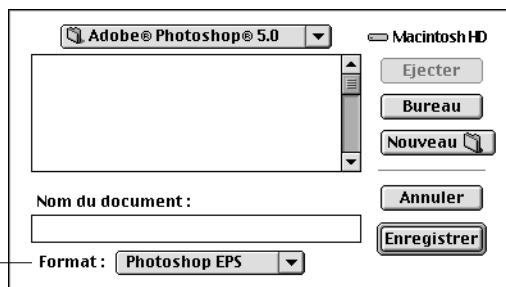 Adobe® Photoshop® 5.0
Macintosh HD
Ejecter
Bureau
Nouveau
Nom du document :
Annuler
Enregistrer
Format : Photoshop EPS